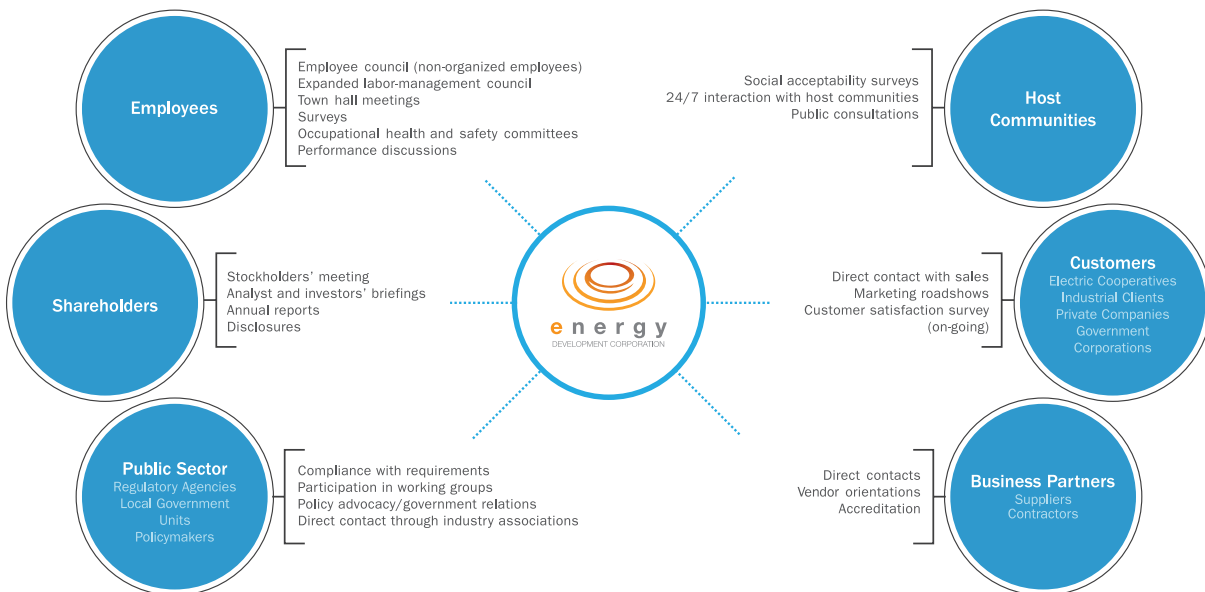 Employees
Employee council (non-organized employees)
Expanded labor-management council
Town hall meetings
Surveys
Occupational health and safety committees
Performance discussions
Social acceptability surveys
24/7 interaction with host communities
Public consultations
Host
Communities
Shareholders
Stockholders' meeting
Analyst and investors' briefings
Annual reports
Disclosures
energy
DEVELOPMENT CORPORATION
Direct contact with sales
Marketing roadshows
Customer satisfaction survey
(on-going)
Customers
Electric Cooperatives
Industrial Clients
Private Companies
Government
Corporations
Public Sector
Regulatory Agencies
Local Government
Units
Policymakers
Compliance with requirements
Participation in working groups
Policy advocacy/government relations
Direct contact through industry associations
Direct contacts
Vendor orientations
Accreditation
Business Partners
Suppliers
Contractors